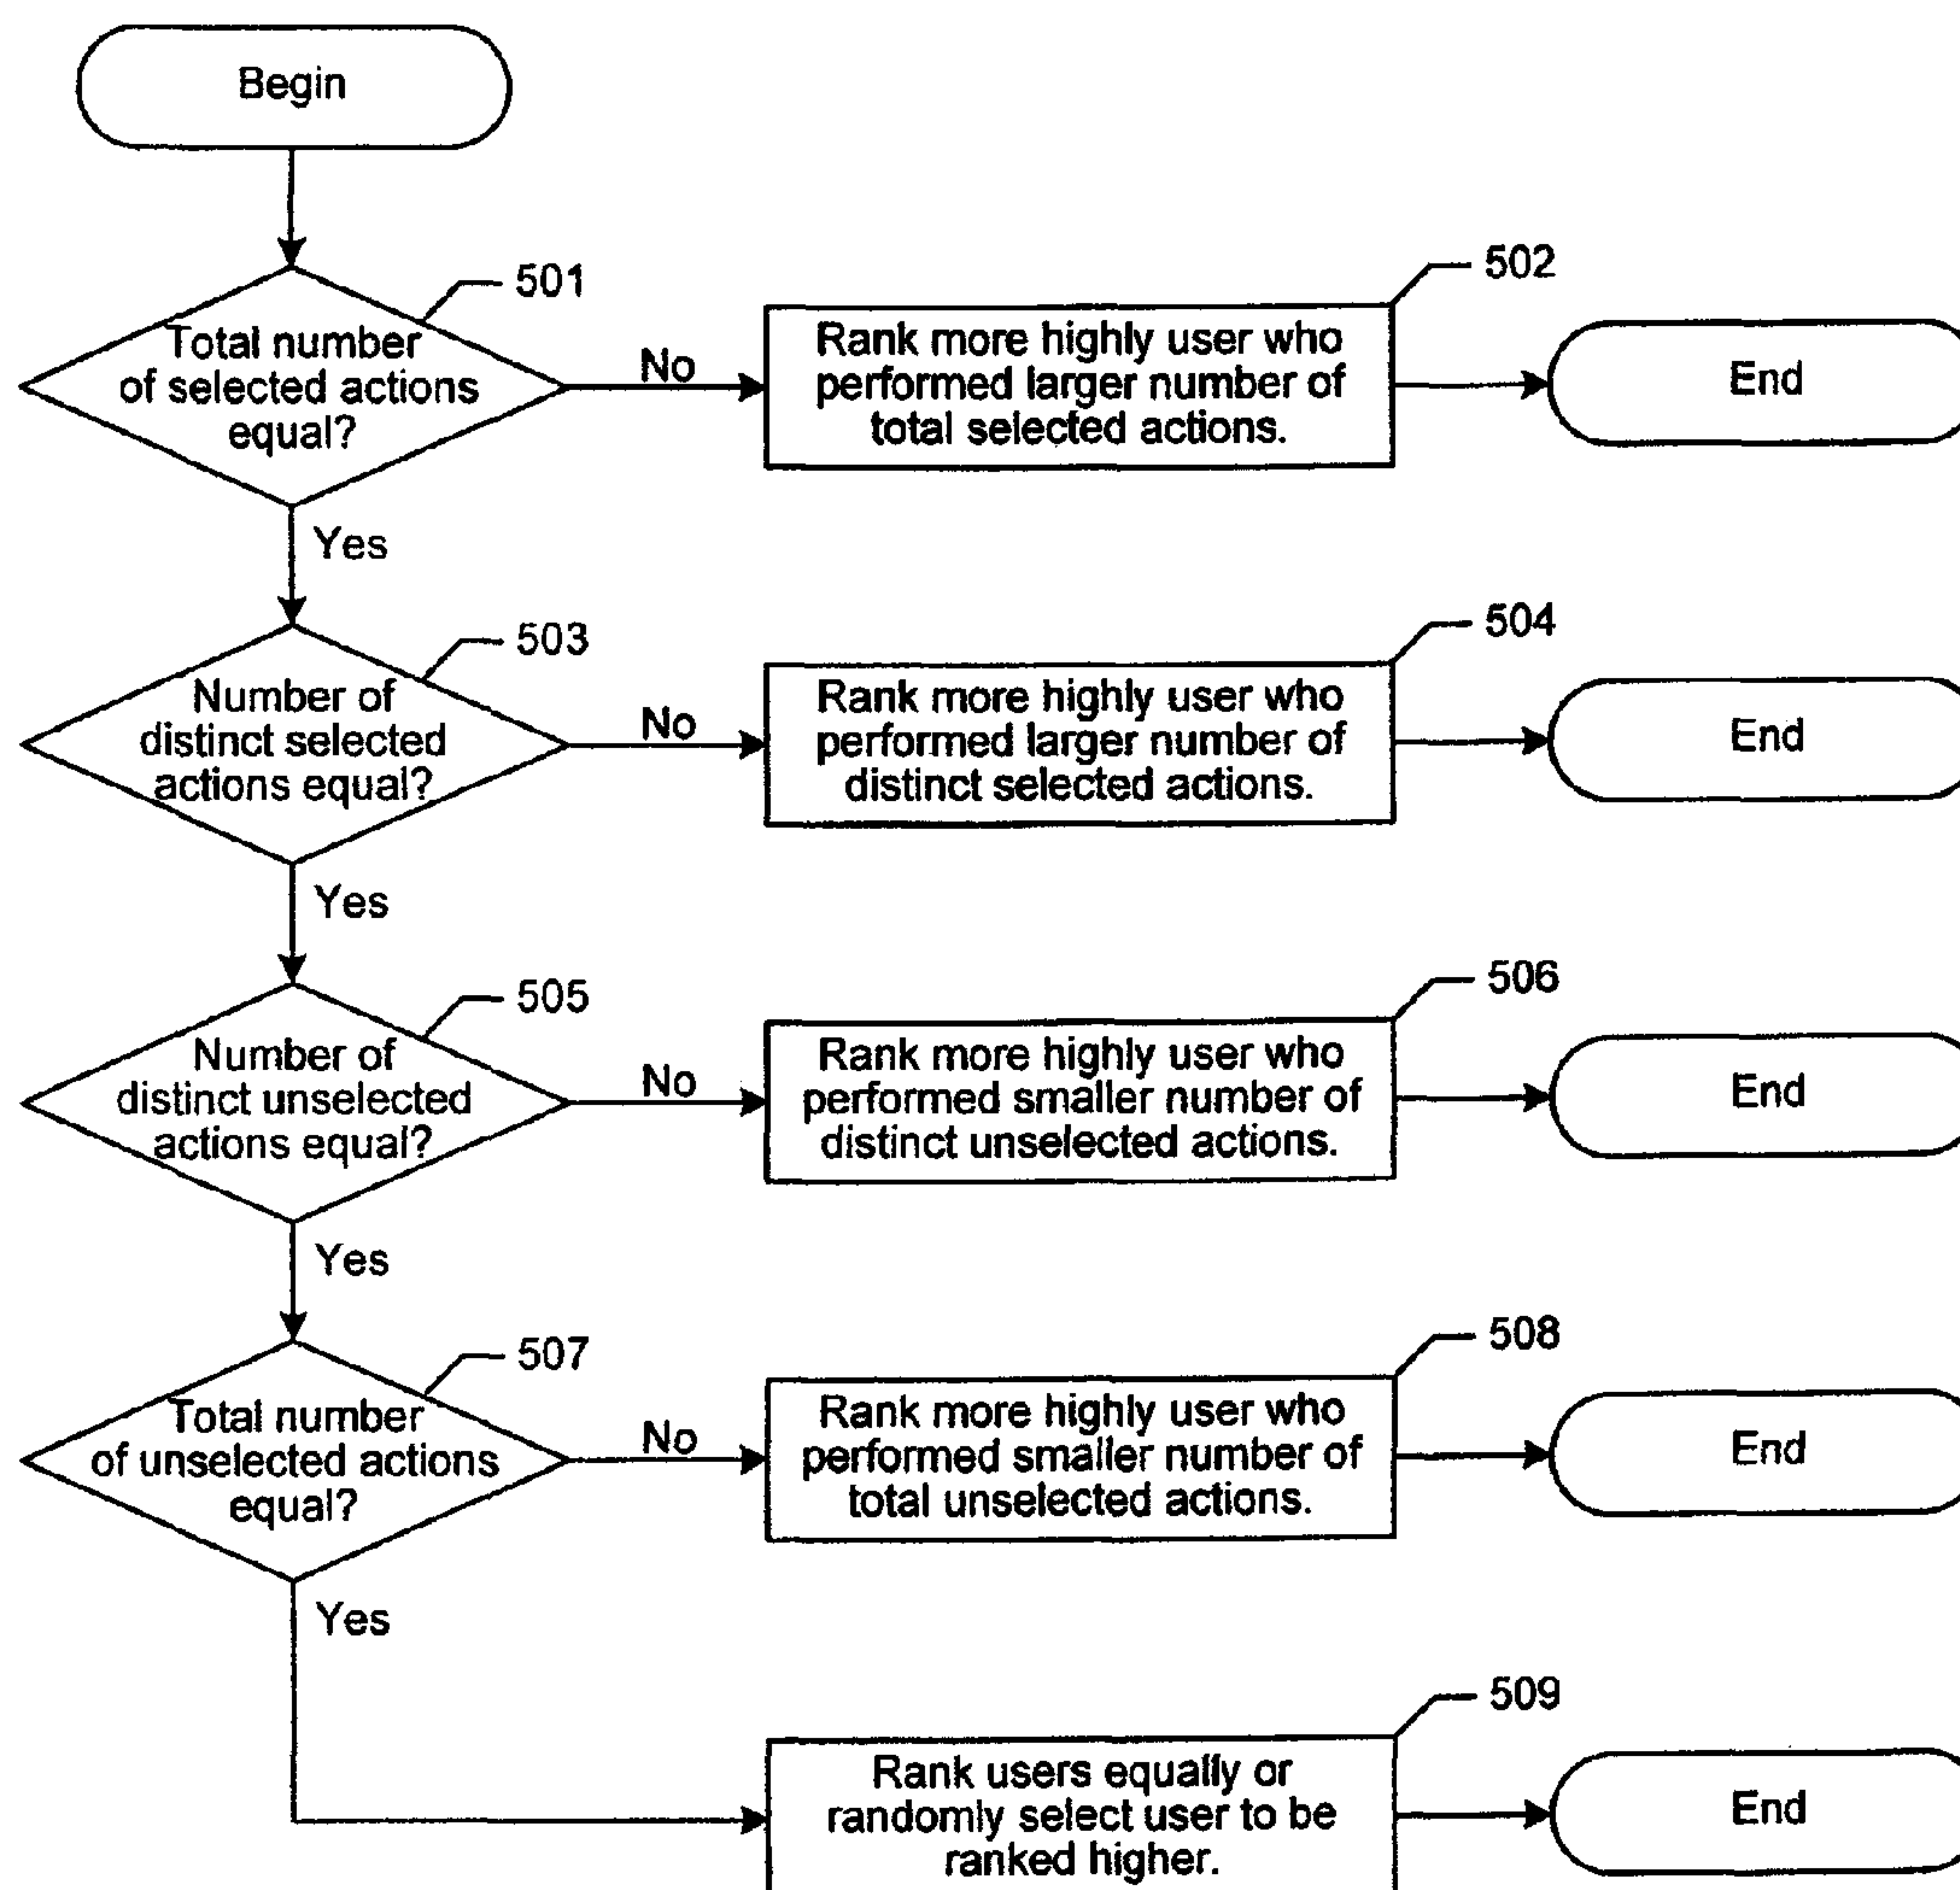 Begin
501
Total number
of selected actions
equal?
No
502
Rank more highly user who
performed larger number of
total selected actions.
End
Yes
503
Number of
distinct selected
actions equal?
No
504
Rank more highly user who
performed larger number of
distinct selected actions.
End
Yes
505
Number of
distinct unselected
actions equal?
No
506
Rank more highly user who
performed smaller number of
distinct unselected actions.
End
Yes
507
Total number
of unselected actions
equal?
No
508
Rank more highly user who
performed smaller number of
total unselected actions.
End
Yes
509
Rank users equally or
randomly select user to be
ranked higher.
End